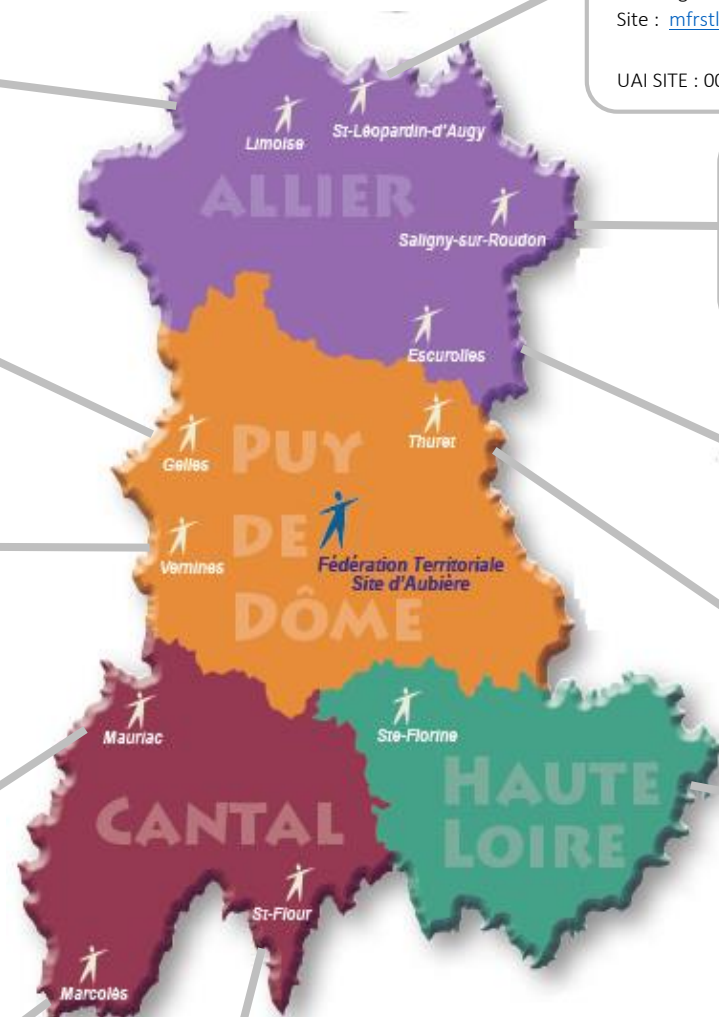 Site : mfrstl
UAI SITE : 00
St-Léopardin-d'Augy
Limoise
ALLIER
Saligny-sur-Roudon
Escurolles
Thuret
Gelles
PUY
DE
DÔME
Vernines
Fédération Territoriale
Site d'Aubière
Mauriac
Ste-Florine
CANTAL
HAUTE
LOIRE
St-Flour
Marcolès